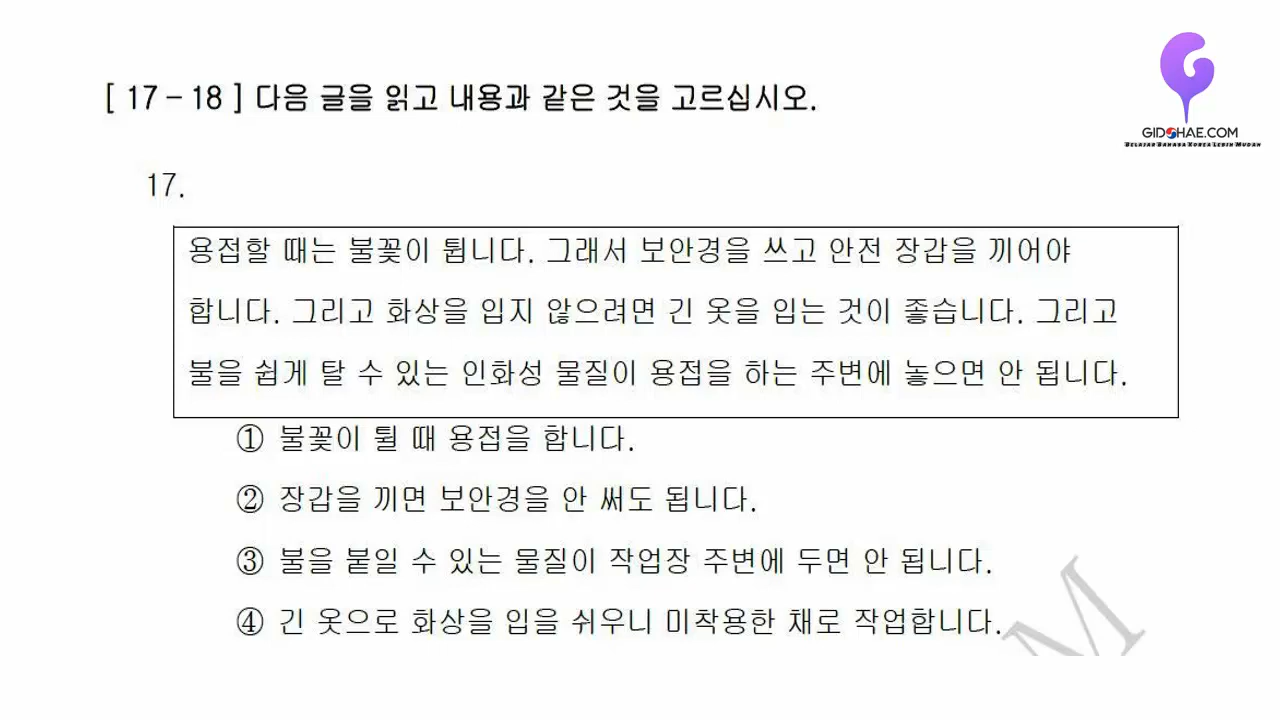 GIDOHAE.COM
BELAJAR BAHASA KOREA LEBIH MUDAH
[ 17 – 18 ] 다음 글을 읽고 내용과 같은 것을 고르십시오.
17.
용접할 때는 불꽃이 튑니다. 그래서 보안경을 쓰고 안전 장갑을 끼어야
합니다. 그리고 화상을 입지 않으려면 긴 옷을 입는 것이 좋습니다. 그리고
불을 쉽게 탈 수 있는 인화성 물질이 용접을 하는 주변에 놓으면 안 됩니다.
① 불꽃이 튈 때 용접을 합니다.
② 장갑을 끼면 보안경을 안 써도 됩니다.
③ 불을 붙일 수 있는 물질이 작업장 주변에 두면 안 됩니다.
④ 긴 옷으로 화상을 입을 쉬우니 미착용한 채로 작업합니다.
M